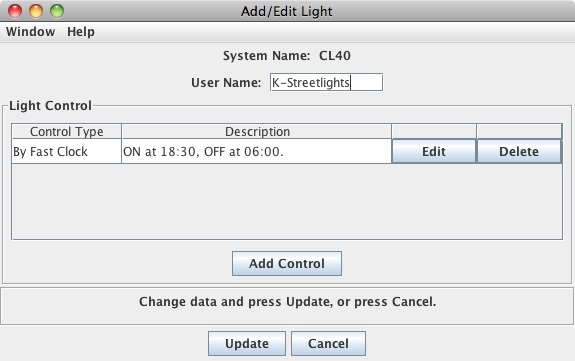 Add/Edit Light
Window Help
System Name: CL40
User Name: K-Streetlights
Light Control
Control Type Description
By Fast Clock ON at 18:30, OFF at 06:00. Edit Delete
Add Control
Change data and press Update, or press Cancel.
Update Cancel